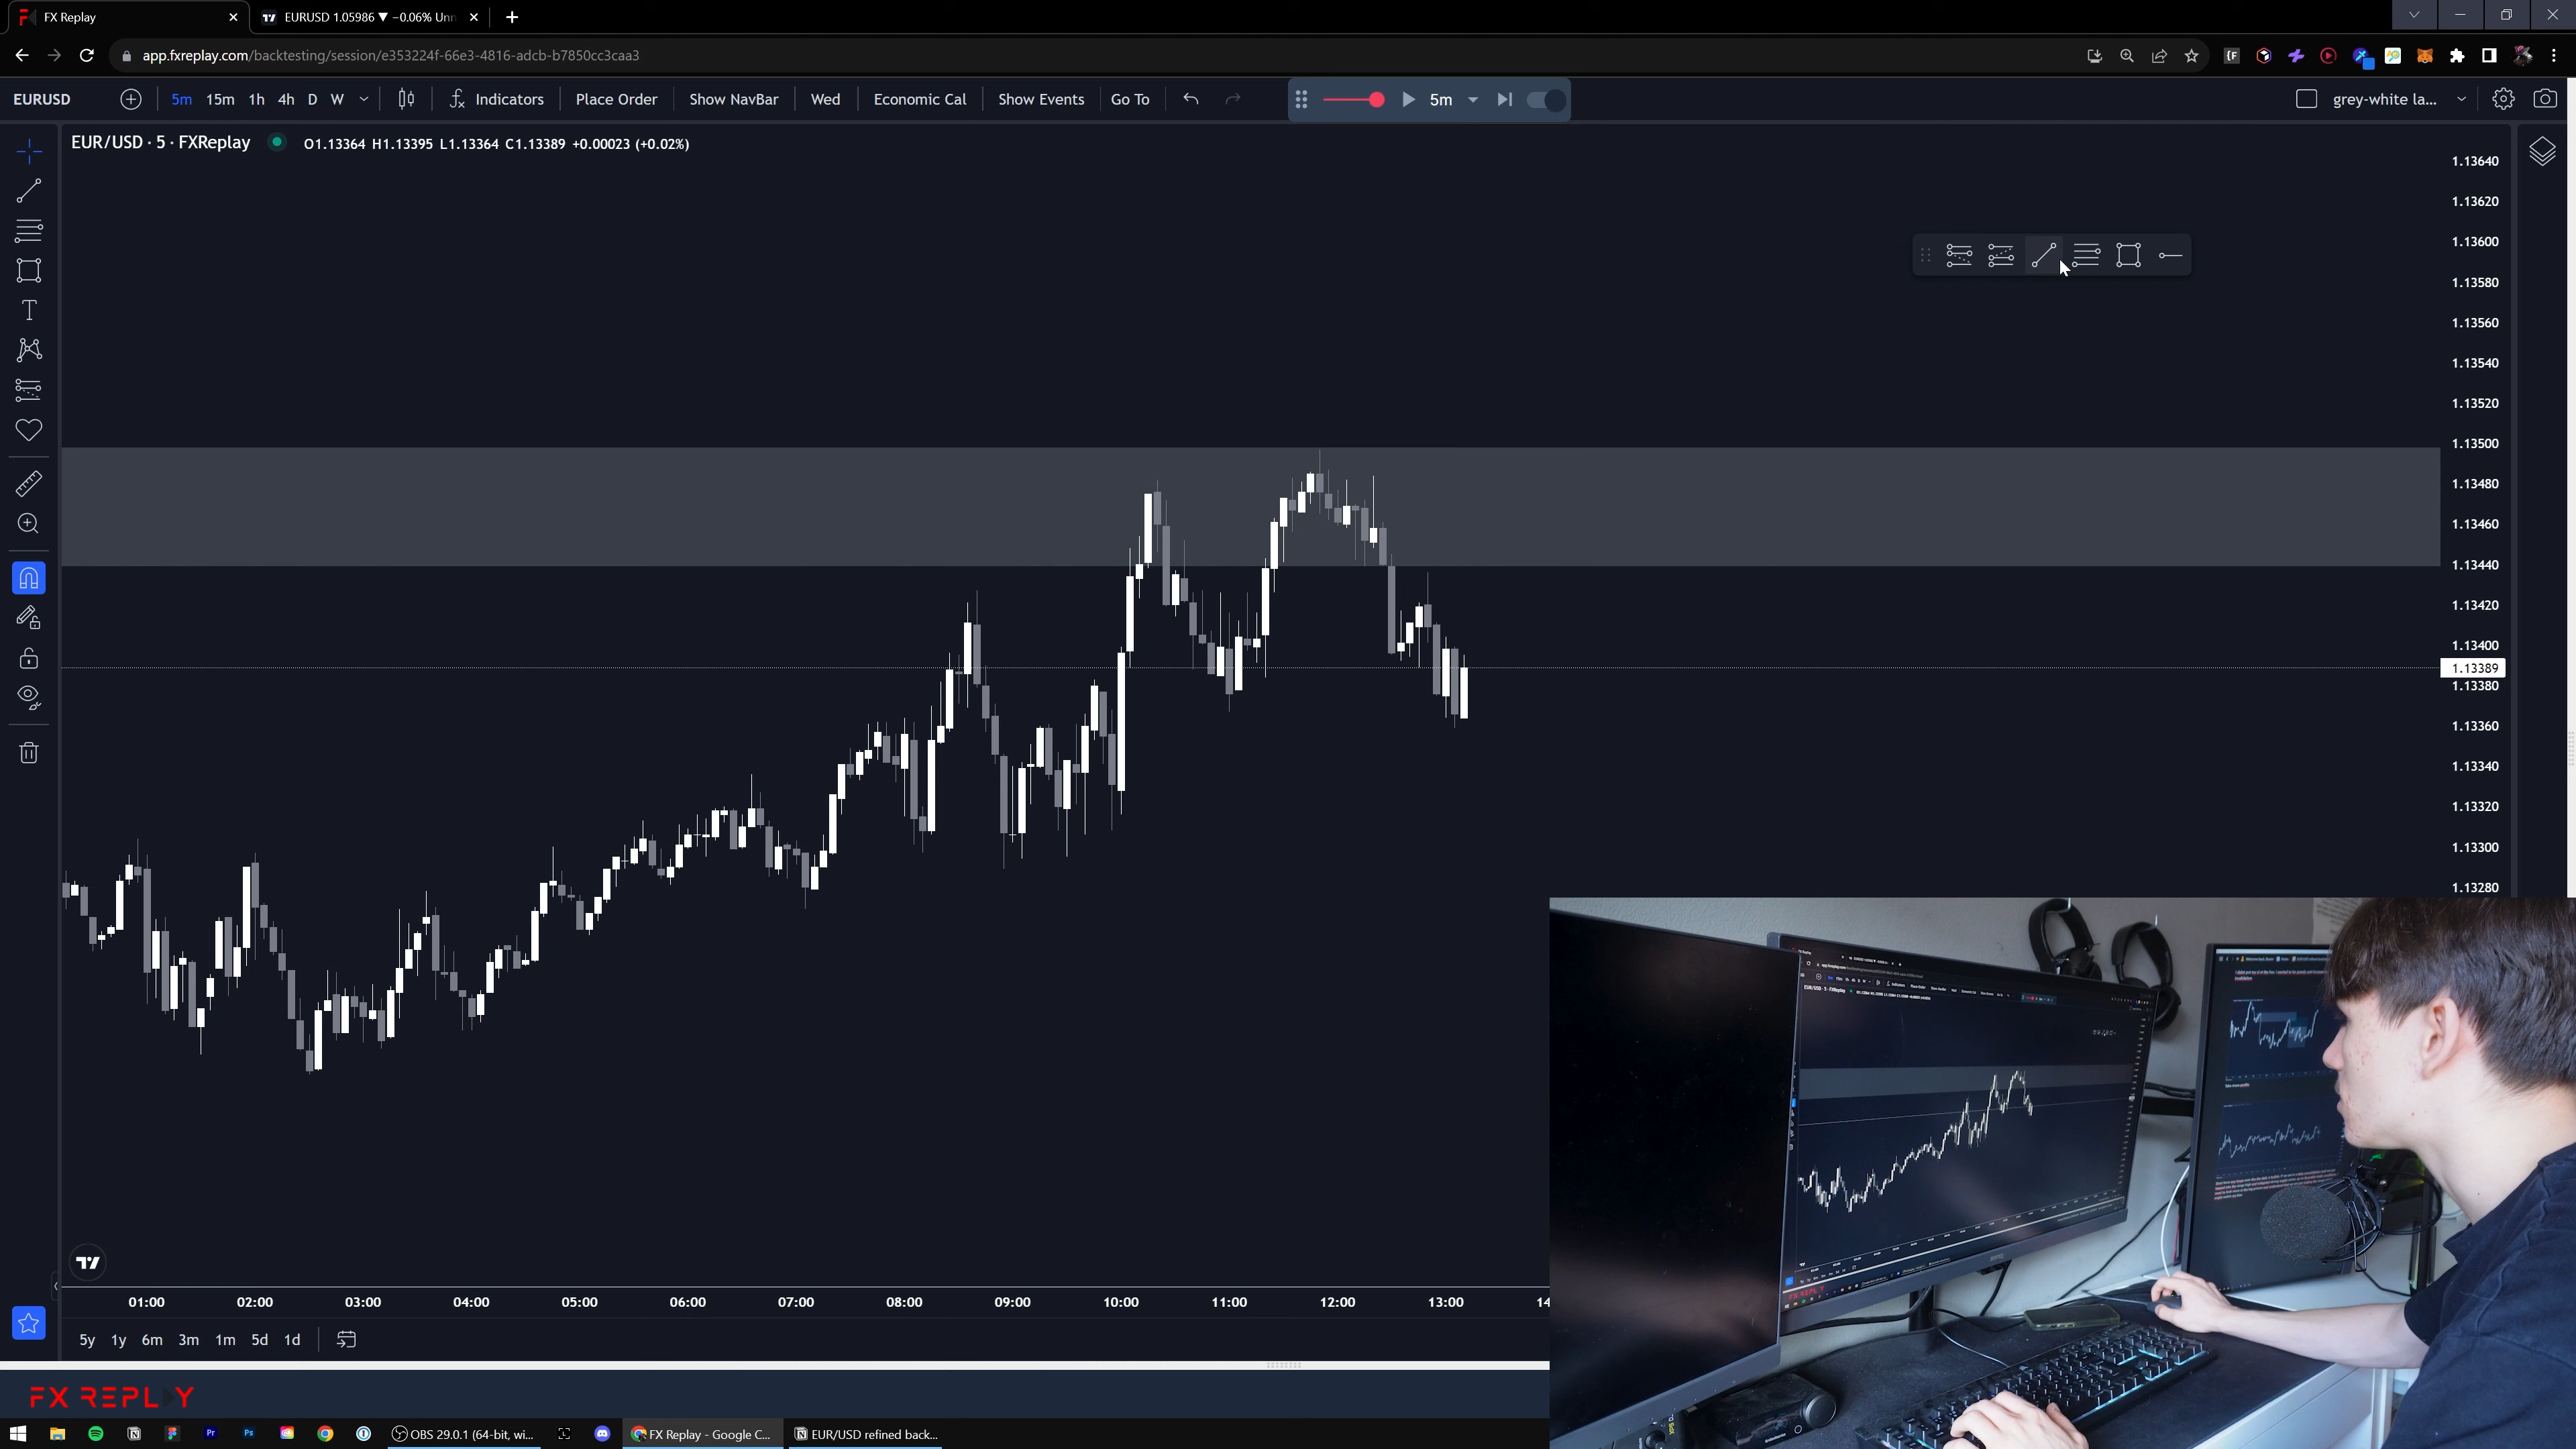 FX Replay
EURUSD 1.05986 ▼ −0.06% Unn
app.fxreplay.com/backtesting/session/e353224f-66e3-4816-adcb-b7850cc3caa3
EURUSD 5m 15m 1h 4h D W Indicators Place Order Show NavBar Wed Economic Cal Show Events Go To 5m grey-white la...
EUR/USD · 5 · FXReplay O1.13364 H1.13395 L1.13364 C1.13389 +0.00023 (+0.02%)
1.13640
1.13620
1.13600
1.13580
1.13560
1.13540
1.13520
1.13500
1.13480
1.13460
1.13440
1.13420
1.13400
1.13389
1.13380
1.13360
1.13340
1.13320
1.13300
1.13280
01:00 02:00 03:00 04:00 05:00 06:00 07:00 08:00 09:00 10:00 11:00 12:00 13:00 14
5y 1y 6m 3m 1m 5d 1d
FX REPLAY
OBS 29.0.1 (64-bit, wi... FX Replay - Google C... EUR/USD refined back...